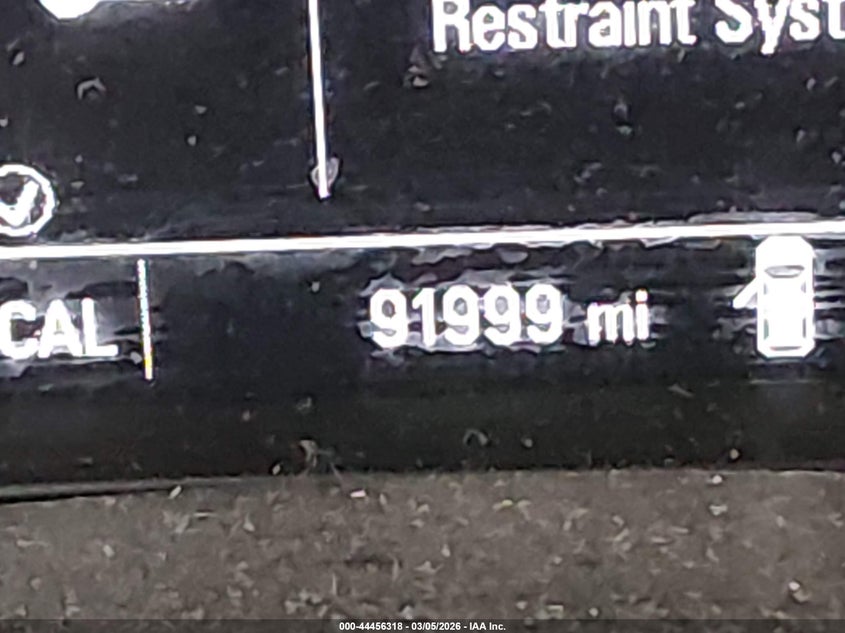 Restraint Syst
CAL
91999 mi
000-44456318 - 03/05/2026 - IAA Inc.